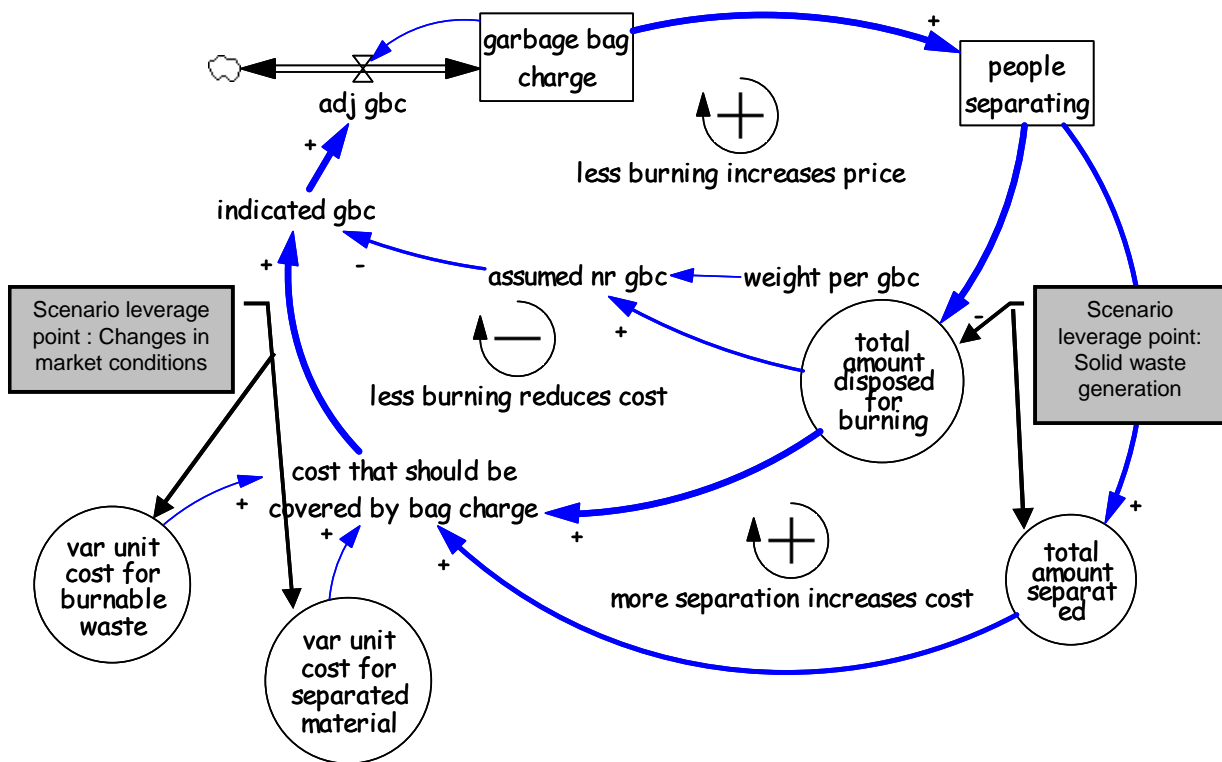 garbage bag
charge
+
people
separating
adj gbc
+
less burning increases price
indicated gbc
+
-
assumed nr gbc
weight per gbc
Scenario leverage
point : Changes in
market conditions
+
less burning reduces cost
total
amount
disposed
for
burning
-
Scenario
leverage point:
Solid waste
generation
cost that should be
covered by bag charge
+
+
+
+
+
var unit
cost for
burnable
waste
var unit
cost for
separated
material
more separation increases cost
total
amount
separat
ed